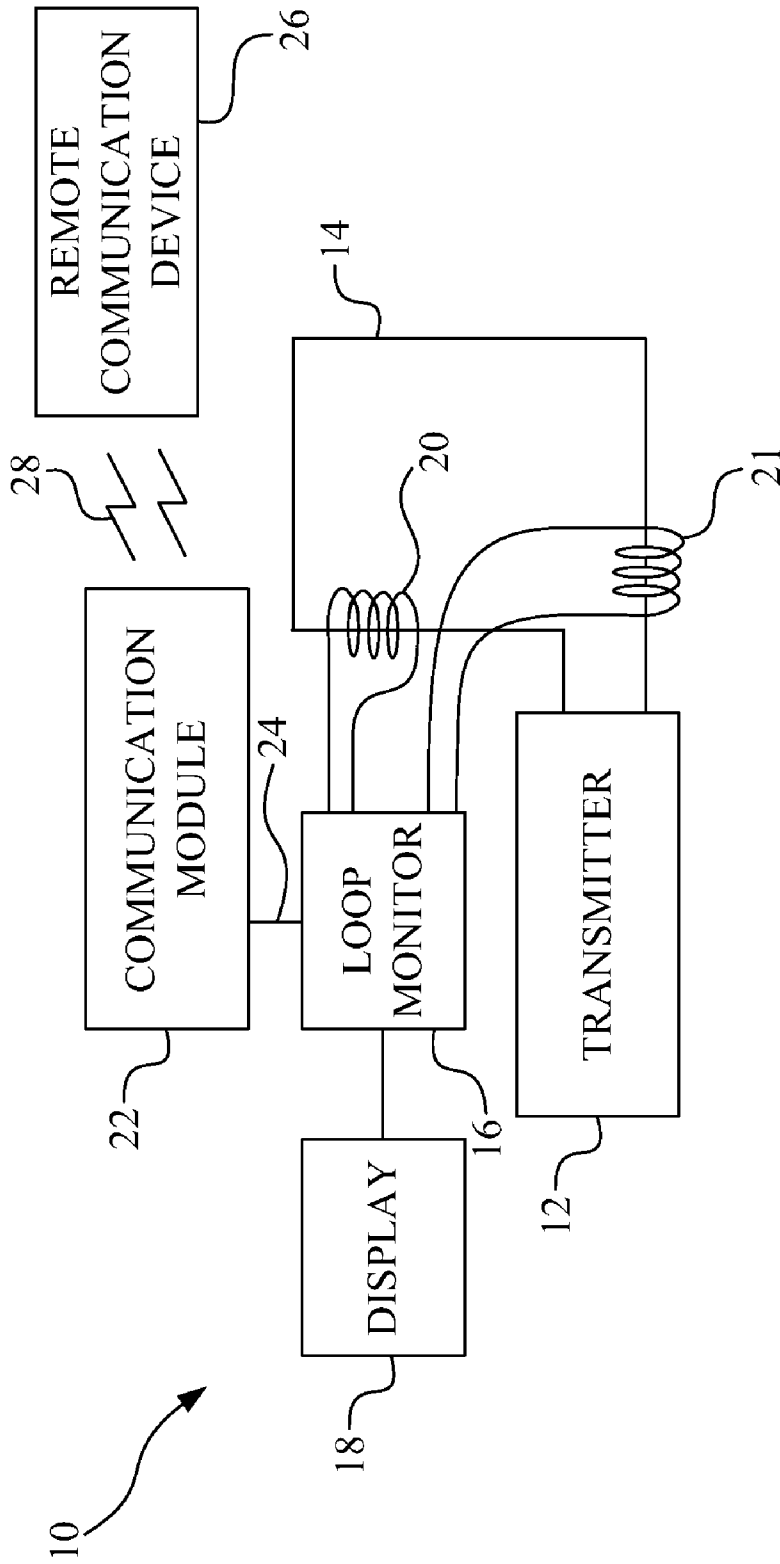 10
REMOTE
COMMUNICATION
DEVICE
26
28
COMMUNICATION
MODULE
22
24
14
20
21
LOOP
MONITOR
16
DISPLAY
18
TRANSMITTER
12